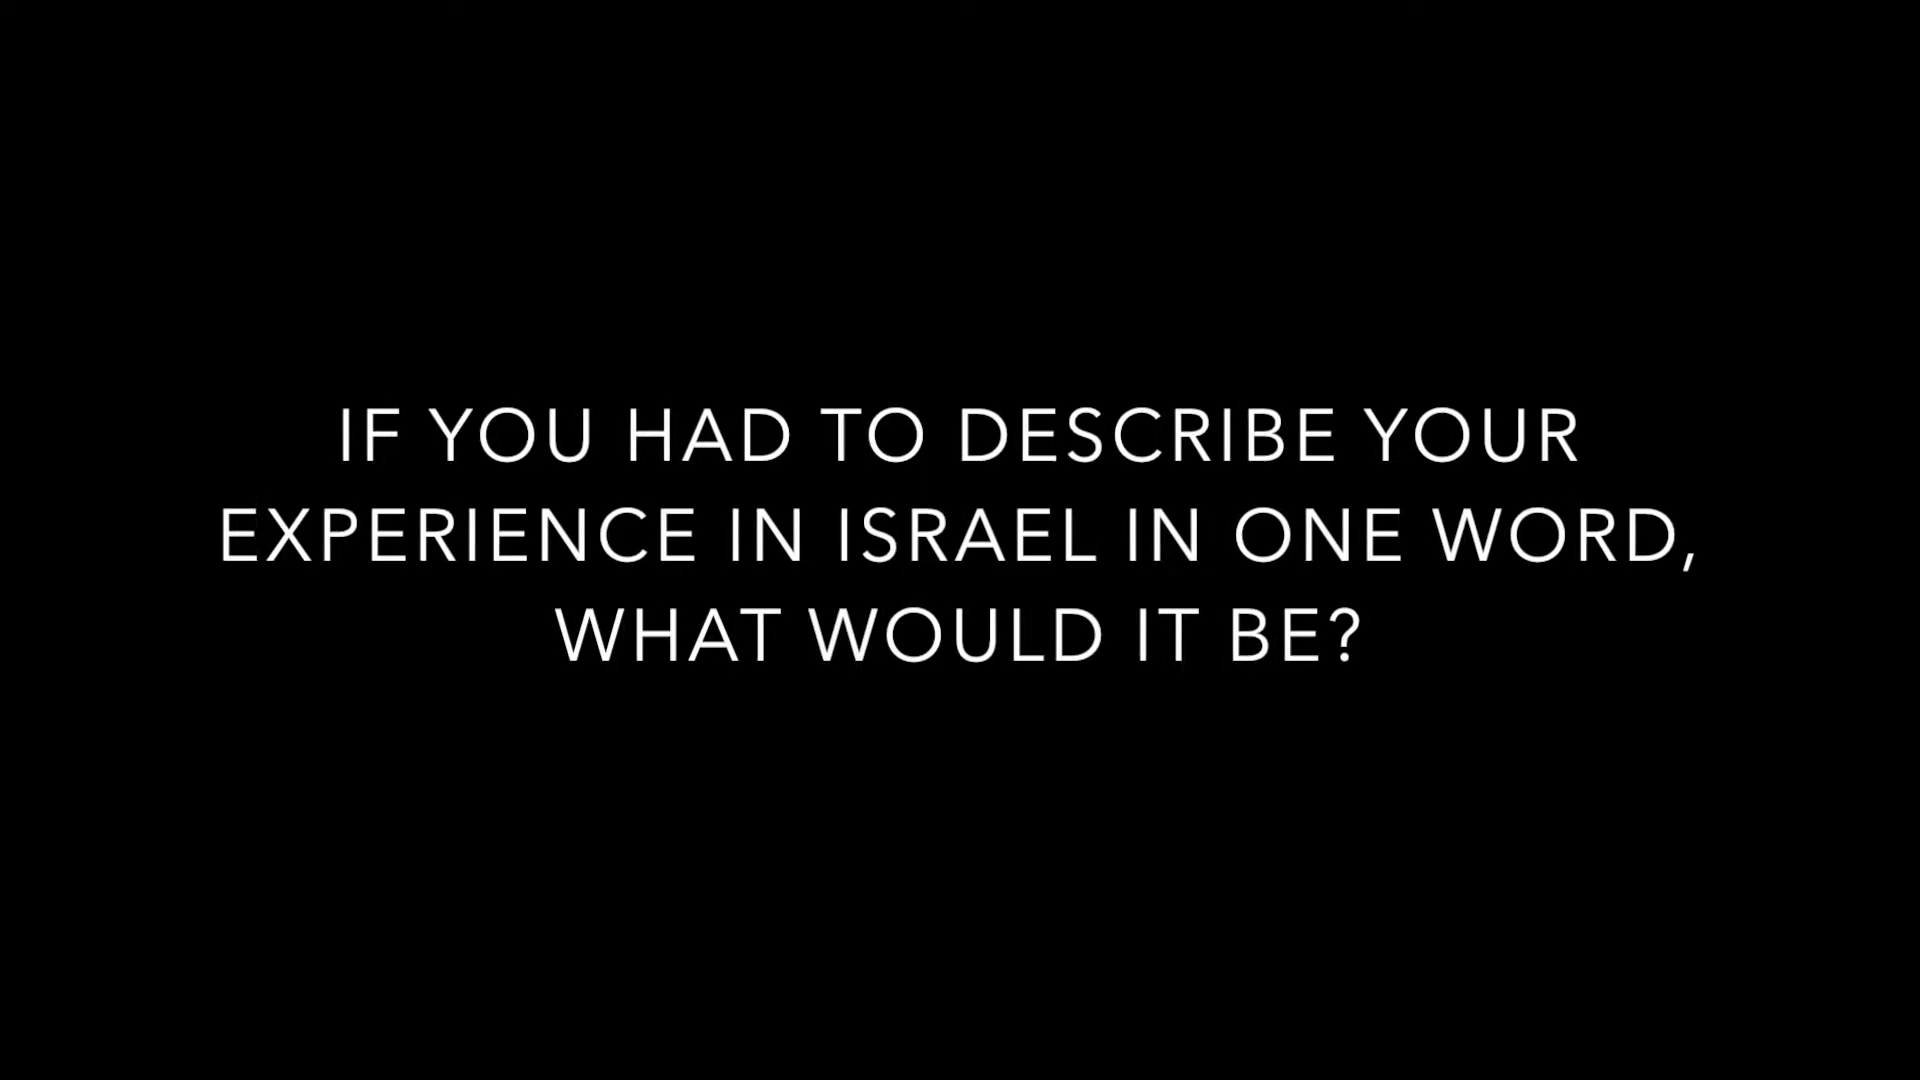 IF YOU HAD TO DESCRIBE YOUR
EXPERIENCE IN ISRAEL IN ONE WORD,
WHAT WOULD IT BE?